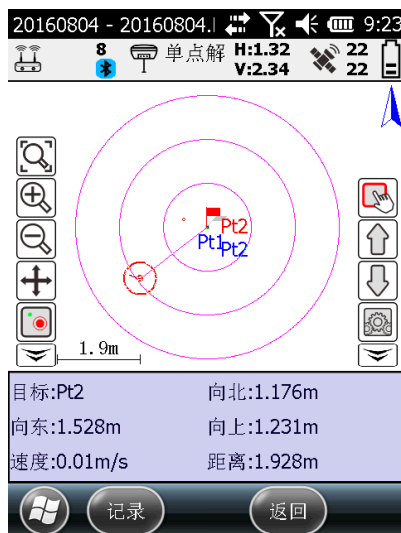 20160804 - 20160804.l 9:23
8 单点解 H:1.32 22
V:2.34 22
Pt2
Pt1 Pt2
1.9m
目标:Pt2 向北:1.176m
向东:1.528m 向上:1.231m
速度:0.01m/s 距离:1.928m
记录 返回